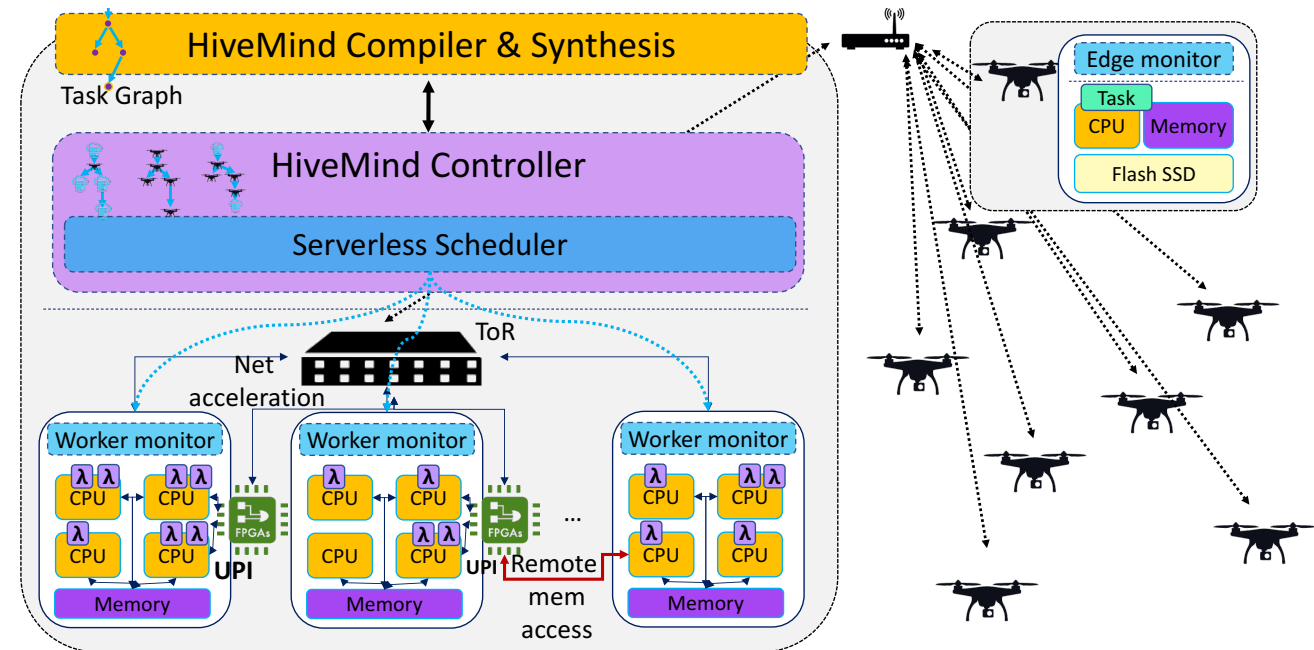 HiveMind Compiler & Synthesis
Task Graph
HiveMind Controller
Serverless Scheduler
ToR
Net
acceleration
Worker monitor
λ λ
λ λ
CPU
CPU
λ
λ λ
CPU
CPU
Memory
FPGAs
UPI
Worker monitor
λ
λ
CPU
CPU
λ λ
CPU
CPU
Memory
FPGAs
UPI
...
Remote
mem
access
Worker monitor
λ
λ λ
CPU
CPU
λ
λ
CPU
CPU
Memory
Edge monitor
Task
CPU
Memory
Flash SSD